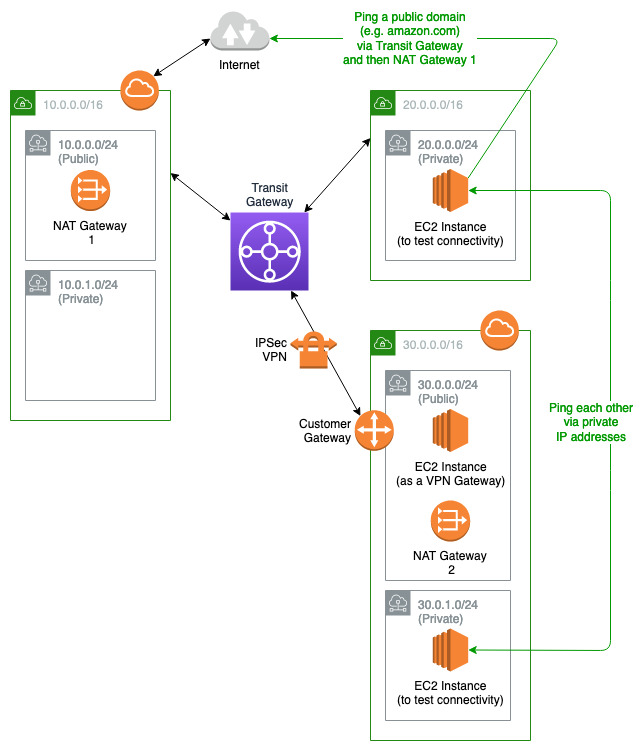 Ping a public domain
(e.g. amazon.com)
via Transit Gateway
and then NAT Gateway 1
Internet
10.0.0.0/16
10.0.0.0/24
(Public)
NAT Gateway
1
10.0.1.0/24
(Private)
Transit
Gateway
20.0.0.0/16
20.0.0.0/24
(Private)
EC2 Instance
(to test connectivity)
IPSec
VPN
Customer
Gateway
30.0.0.0/16
30.0.0.0/24
(Public)
EC2 Instance
(as a VPN Gateway)
NAT Gateway
2
30.0.1.0/24
(Private)
EC2 Instance
(to test connectivity)
Ping each other
via private
IP addresses